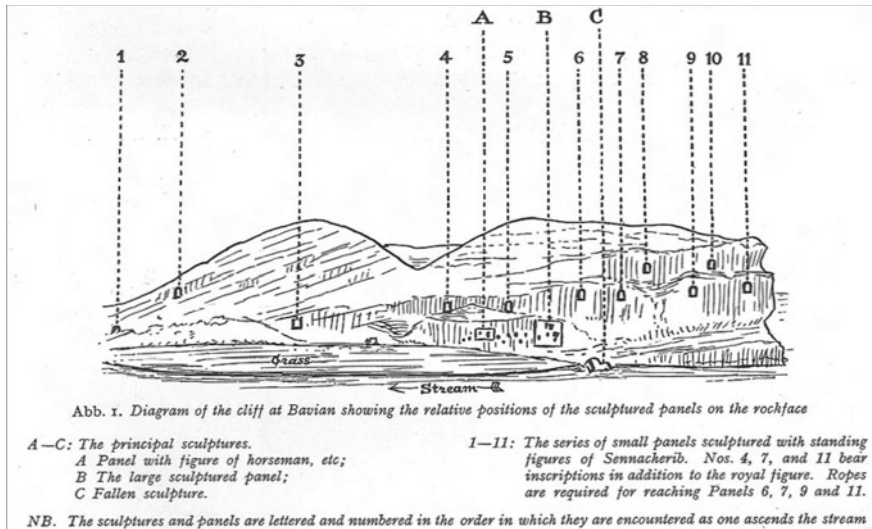 A B C
1 2 3 4 5 6 7 8 9 10 11
Grass
← Stream
Abb. 1. Diagram of the cliff at Bavian showing the relative positions of the sculptured panels on the rockface
A—C: The principal sculptures.
A Panel with figure of horseman, etc;
B The large sculptured panel;
C Fallen sculpture.
1—11: The series of small panels sculptured with standing
figures of Sennacherib. Nos. 4, 7, and 11 bear
inscriptions in addition to the royal figure. Ropes
are required for reaching Panels 6, 7, 9 and 11.
NB. The sculptures and panels are lettered and numbered in the order in which they are encountered as one ascends the stream